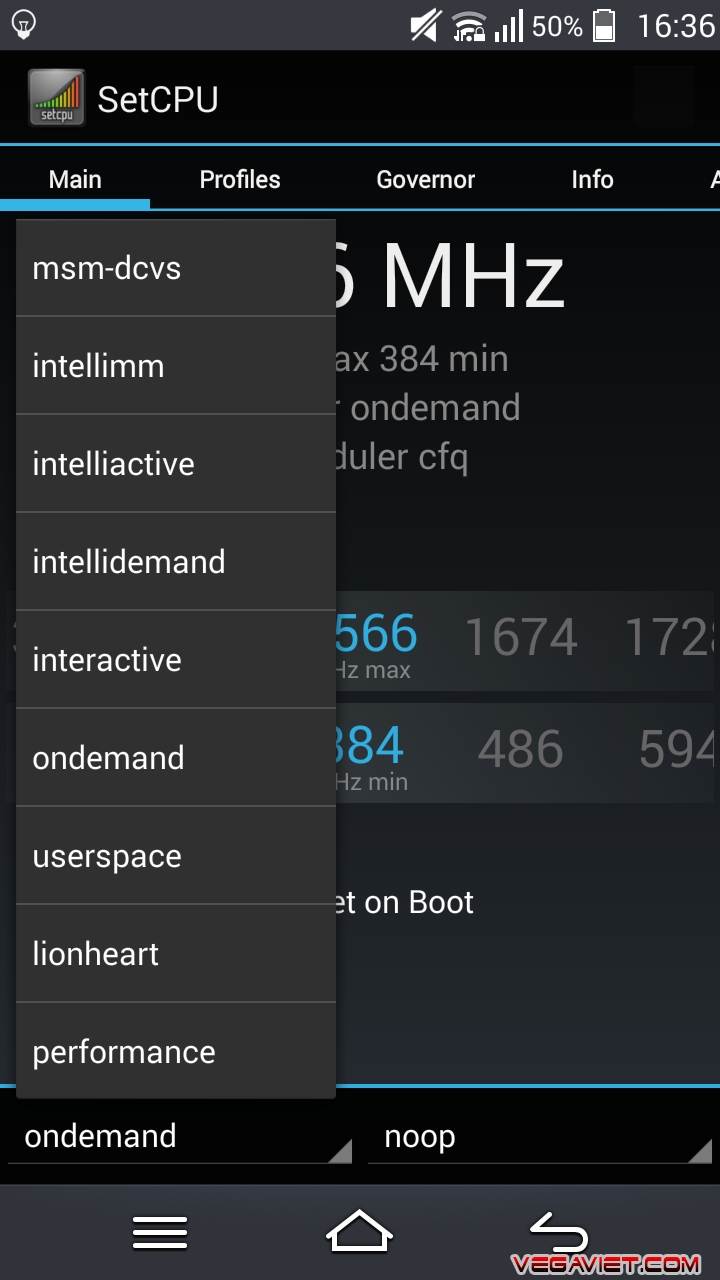 50% 16:36
setcpu SetCPU
Main Profiles Governor Info A
msm-dcvs
6 MHz
intellimm
ax 384 min
r ondemand
intelliactive
duler cfq
intellidemand
566 1674 1728
interactive
Hz max
ondemand
384 486 594
Hz min
userspace
et on Boot
lionheart
performance
ondemand noop
VEGAVIET.COM